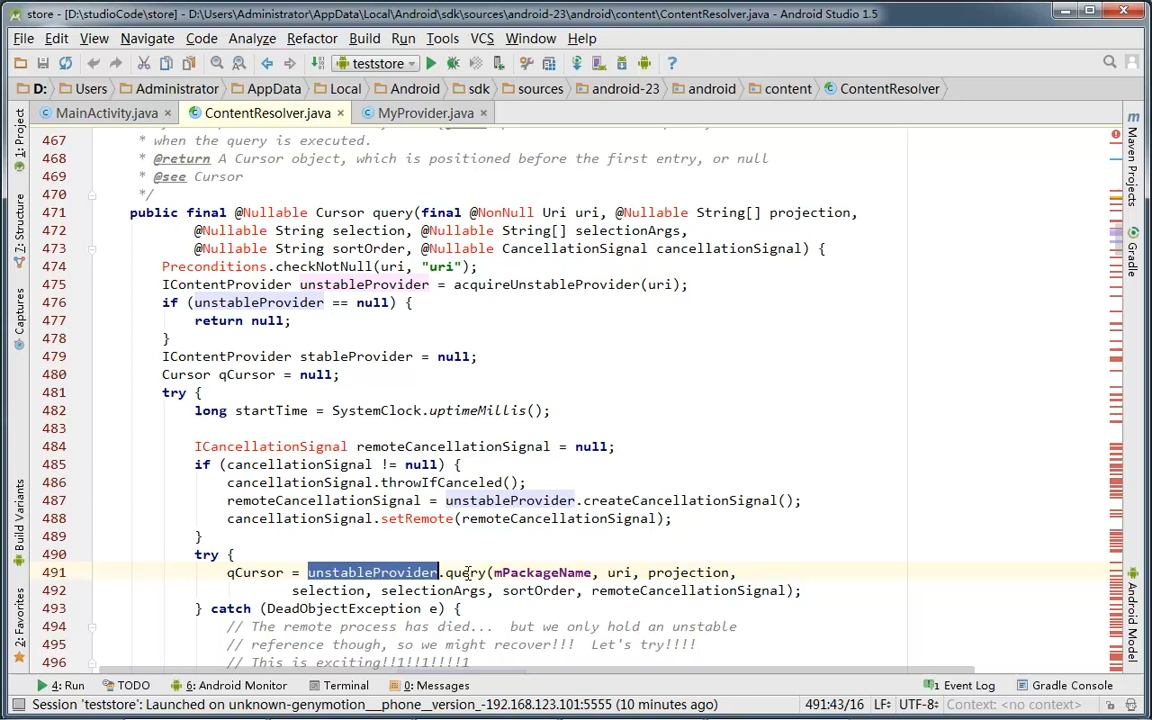 store - [D:\studioCode\store] - D:\Users\Administrator\AppData\Local\Android\sdk\sources\android-23\android\content\ContentResolver.java - Android Studio 1.5
File Edit View Navigate Code Analyze Refactor Build Run Tools VCS Window Help
teststore
D: Users Administrator AppData Local Android sdk sources android-23 android content ContentResolver
MainActivity.java ContentResolver.java MyProvider.java
1: Project
7: Structure
Captures
Build Variants
2: Favorites
467 * when the query is executed.
468 * @return A Cursor object, which is positioned before the first entry, or null
469 * @see Cursor
470 */
471 public final @Nullable Cursor query(final @NonNull Uri uri, @Nullable String[] projection,
472 @Nullable String selection, @Nullable String[] selectionArgs,
473 @Nullable String sortOrder, @Nullable CancellationSignal cancellationSignal) {
474 Preconditions.checkNotNull(uri, "uri");
475 IContentProvider unstableProvider = acquireUnstableProvider(uri);
476 if (unstableProvider == null) {
477 return null;
478 }
479 IContentProvider stableProvider = null;
480 Cursor qCursor = null;
481 try {
482 long startTime = SystemClock.uptimeMillis();
483
484 ICancellationSignal remoteCancellationSignal = null;
485 if (cancellationSignal != null) {
486 cancellationSignal.throwIfCanceled();
487 remoteCancellationSignal = unstableProvider.createCancellationSignal();
488 cancellationSignal.setRemote(remoteCancellationSignal);
489 }
490 try {
491 qCursor = unstableProvider.query(mPackageName, uri, projection,
492 selection, selectionArgs, sortOrder, remoteCancellationSignal);
493 } catch (DeadObjectException e) {
494 // The remote process has died... but we only hold an unstable
495 // reference though, so we might recover!!! Let's try!!!!
496 // This is exciting!!1!!1!!!!1
Maven Projects
Gradle
Android Model
4: Run TODO 6: Android Monitor Terminal 0: Messages 1 Event Log Gradle Console
Session 'teststore': Launched on unknown-genymotion___phone__version_-192.168.123.101:5555 (10 minutes ago) 491:43/16 LF÷ UTF-8÷ Context: <no context>